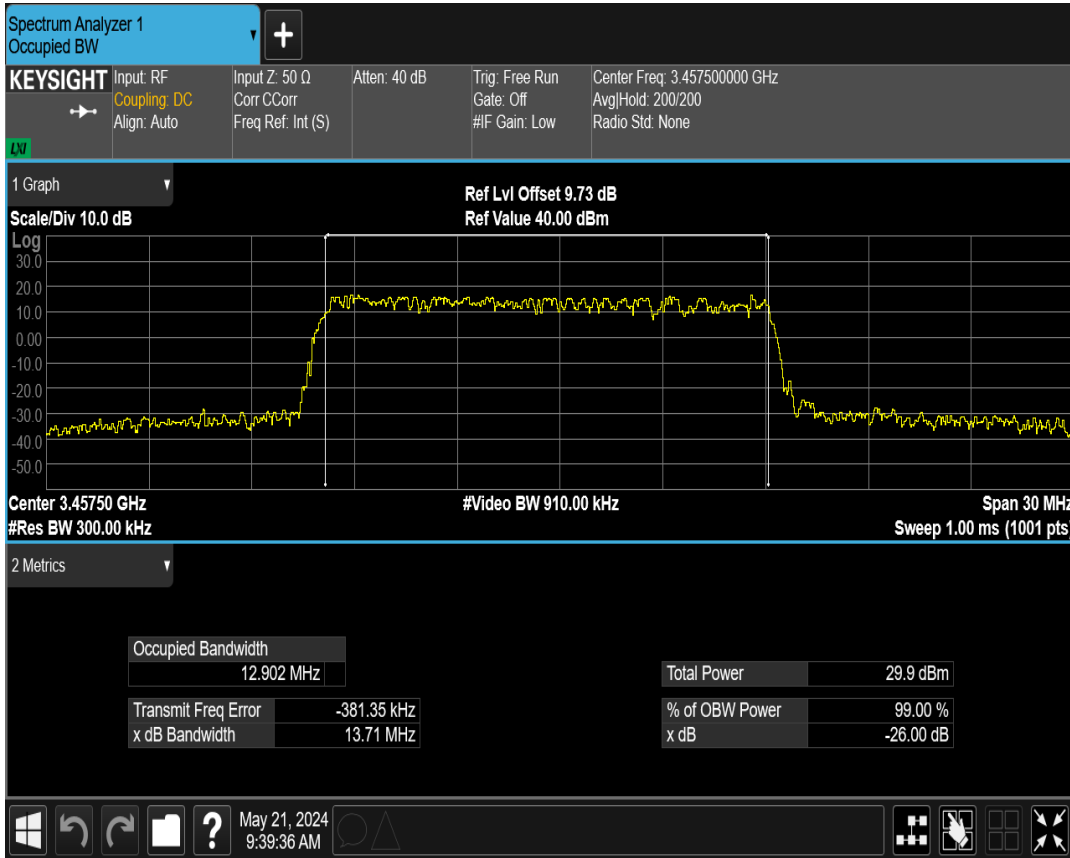 Spectrum Analyzer 1
Occupied BW
KEYSIGHT
LXI
Input: RF
Coupling: DC
Align: Auto
Input Z: 50 Ω
Corr CCorr
Freq Ref: Int (S)
Atten: 40 dB
Trig: Free Run
Gate: Off
#IF Gain: Low
Center Freq: 3.457500000 GHz
Avg|Hold: 200/200
Radio Std: None
1 Graph
Scale/Div 10.0 dB
Ref Lvl Offset 9.73 dB
Ref Value 40.00 dBm
Log
30.0
20.0
10.0
0.00
-10.0
-20.0
-30.0
-40.0
-50.0
Center 3.45750 GHz
#Res BW 300.00 kHz
#Video BW 910.00 kHz
Span 30 MHz
Sweep 1.00 ms (1001 pts)
2 Metrics
Occupied Bandwidth
12.902 MHz
Transmit Freq Error -381.35 kHz
x dB Bandwidth 13.71 MHz
Total Power 29.9 dBm
% of OBW Power 99.00 %
x dB -26.00 dB
?
May 21, 2024
9:39:36 AM